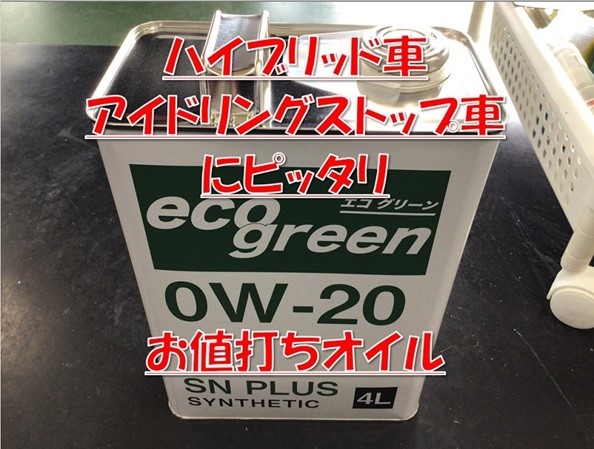 ハイブリッド車
アイドリングストップ車
にピッタリ
eco エコ グリーン
green
0W-20
お値打ちオイル
SN PLUS
SYNTHETIC 4L